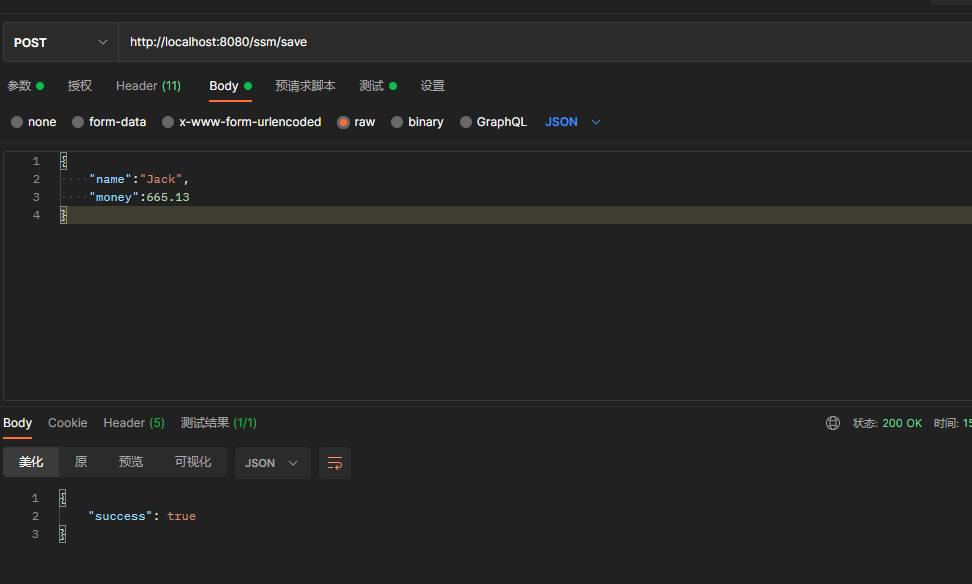 POST http://localhost:8080/ssm/save
参数 授权 Header (11) Body 预请求脚本 测试 设置
none form-data x-www-form-urlencoded raw binary GraphQL JSON
1 {
2 "name":"Jack",
3 "money":665.13
4 }
Body Cookie Header (5) 测试结果 (1/1) 状态: 200 OK 时间: 15
美化 原 预览 可视化 JSON
1 {
2 "success": true
3 }